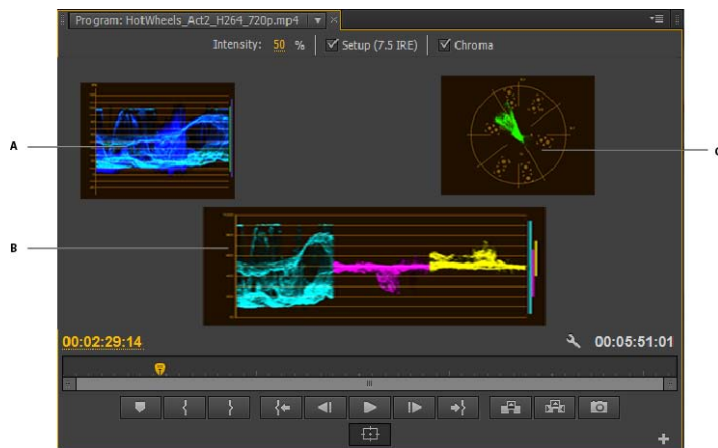 Program: HotWheels_Act2_H264_720p.mp4
Intensity: 50 % Setup (7.5 IRE) Chroma
A
B
C
00:02:29:14 00:05:51:01